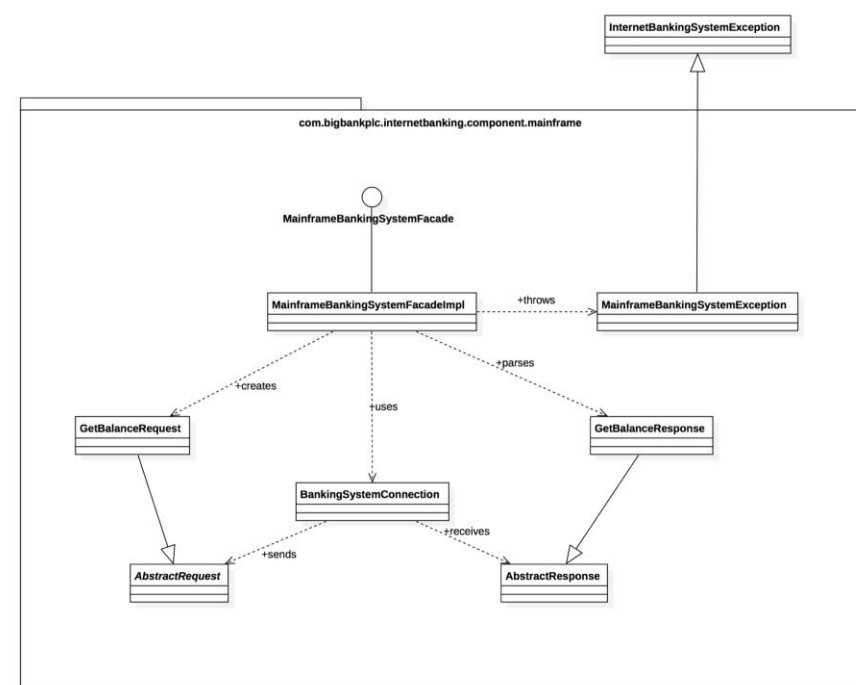 InternetBankingSystemException
com.bigbankplc.internetbanking.component.mainframe
MainframeBankingSystemFacade
MainframeBankingSystemFacadeImpl
+throws
MainframeBankingSystemException
+creates
+uses
+parses
GetBalanceRequest
GetBalanceResponse
BankingSystemConnection
+sends
+receives
AbstractRequest
AbstractResponse